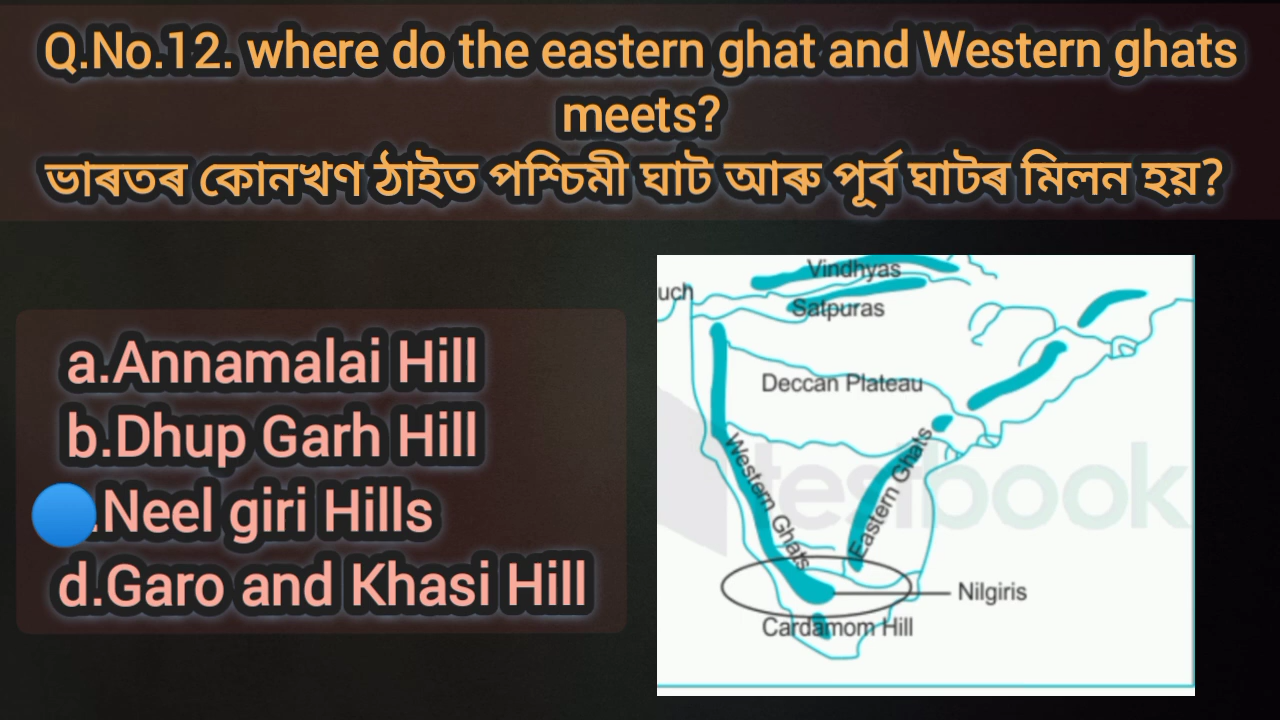 Q.No.12. where do the eastern ghat and Western ghats
meets?
ভাৰতৰ কোনখণ ঠাইত পশ্চিমী ঘাট আৰু পূৰ্ব ঘাটৰ মিলন হয়?
a.Annamalai Hill
b.Dhup Garh Hill
.Neel giri Hills
d.Garo and Khasi Hill
Vindhyas
uch
Satpuras
Deccan Plateau
Western Ghats
Eastern Ghats
testbook
Nilgiris
Cardamom Hill